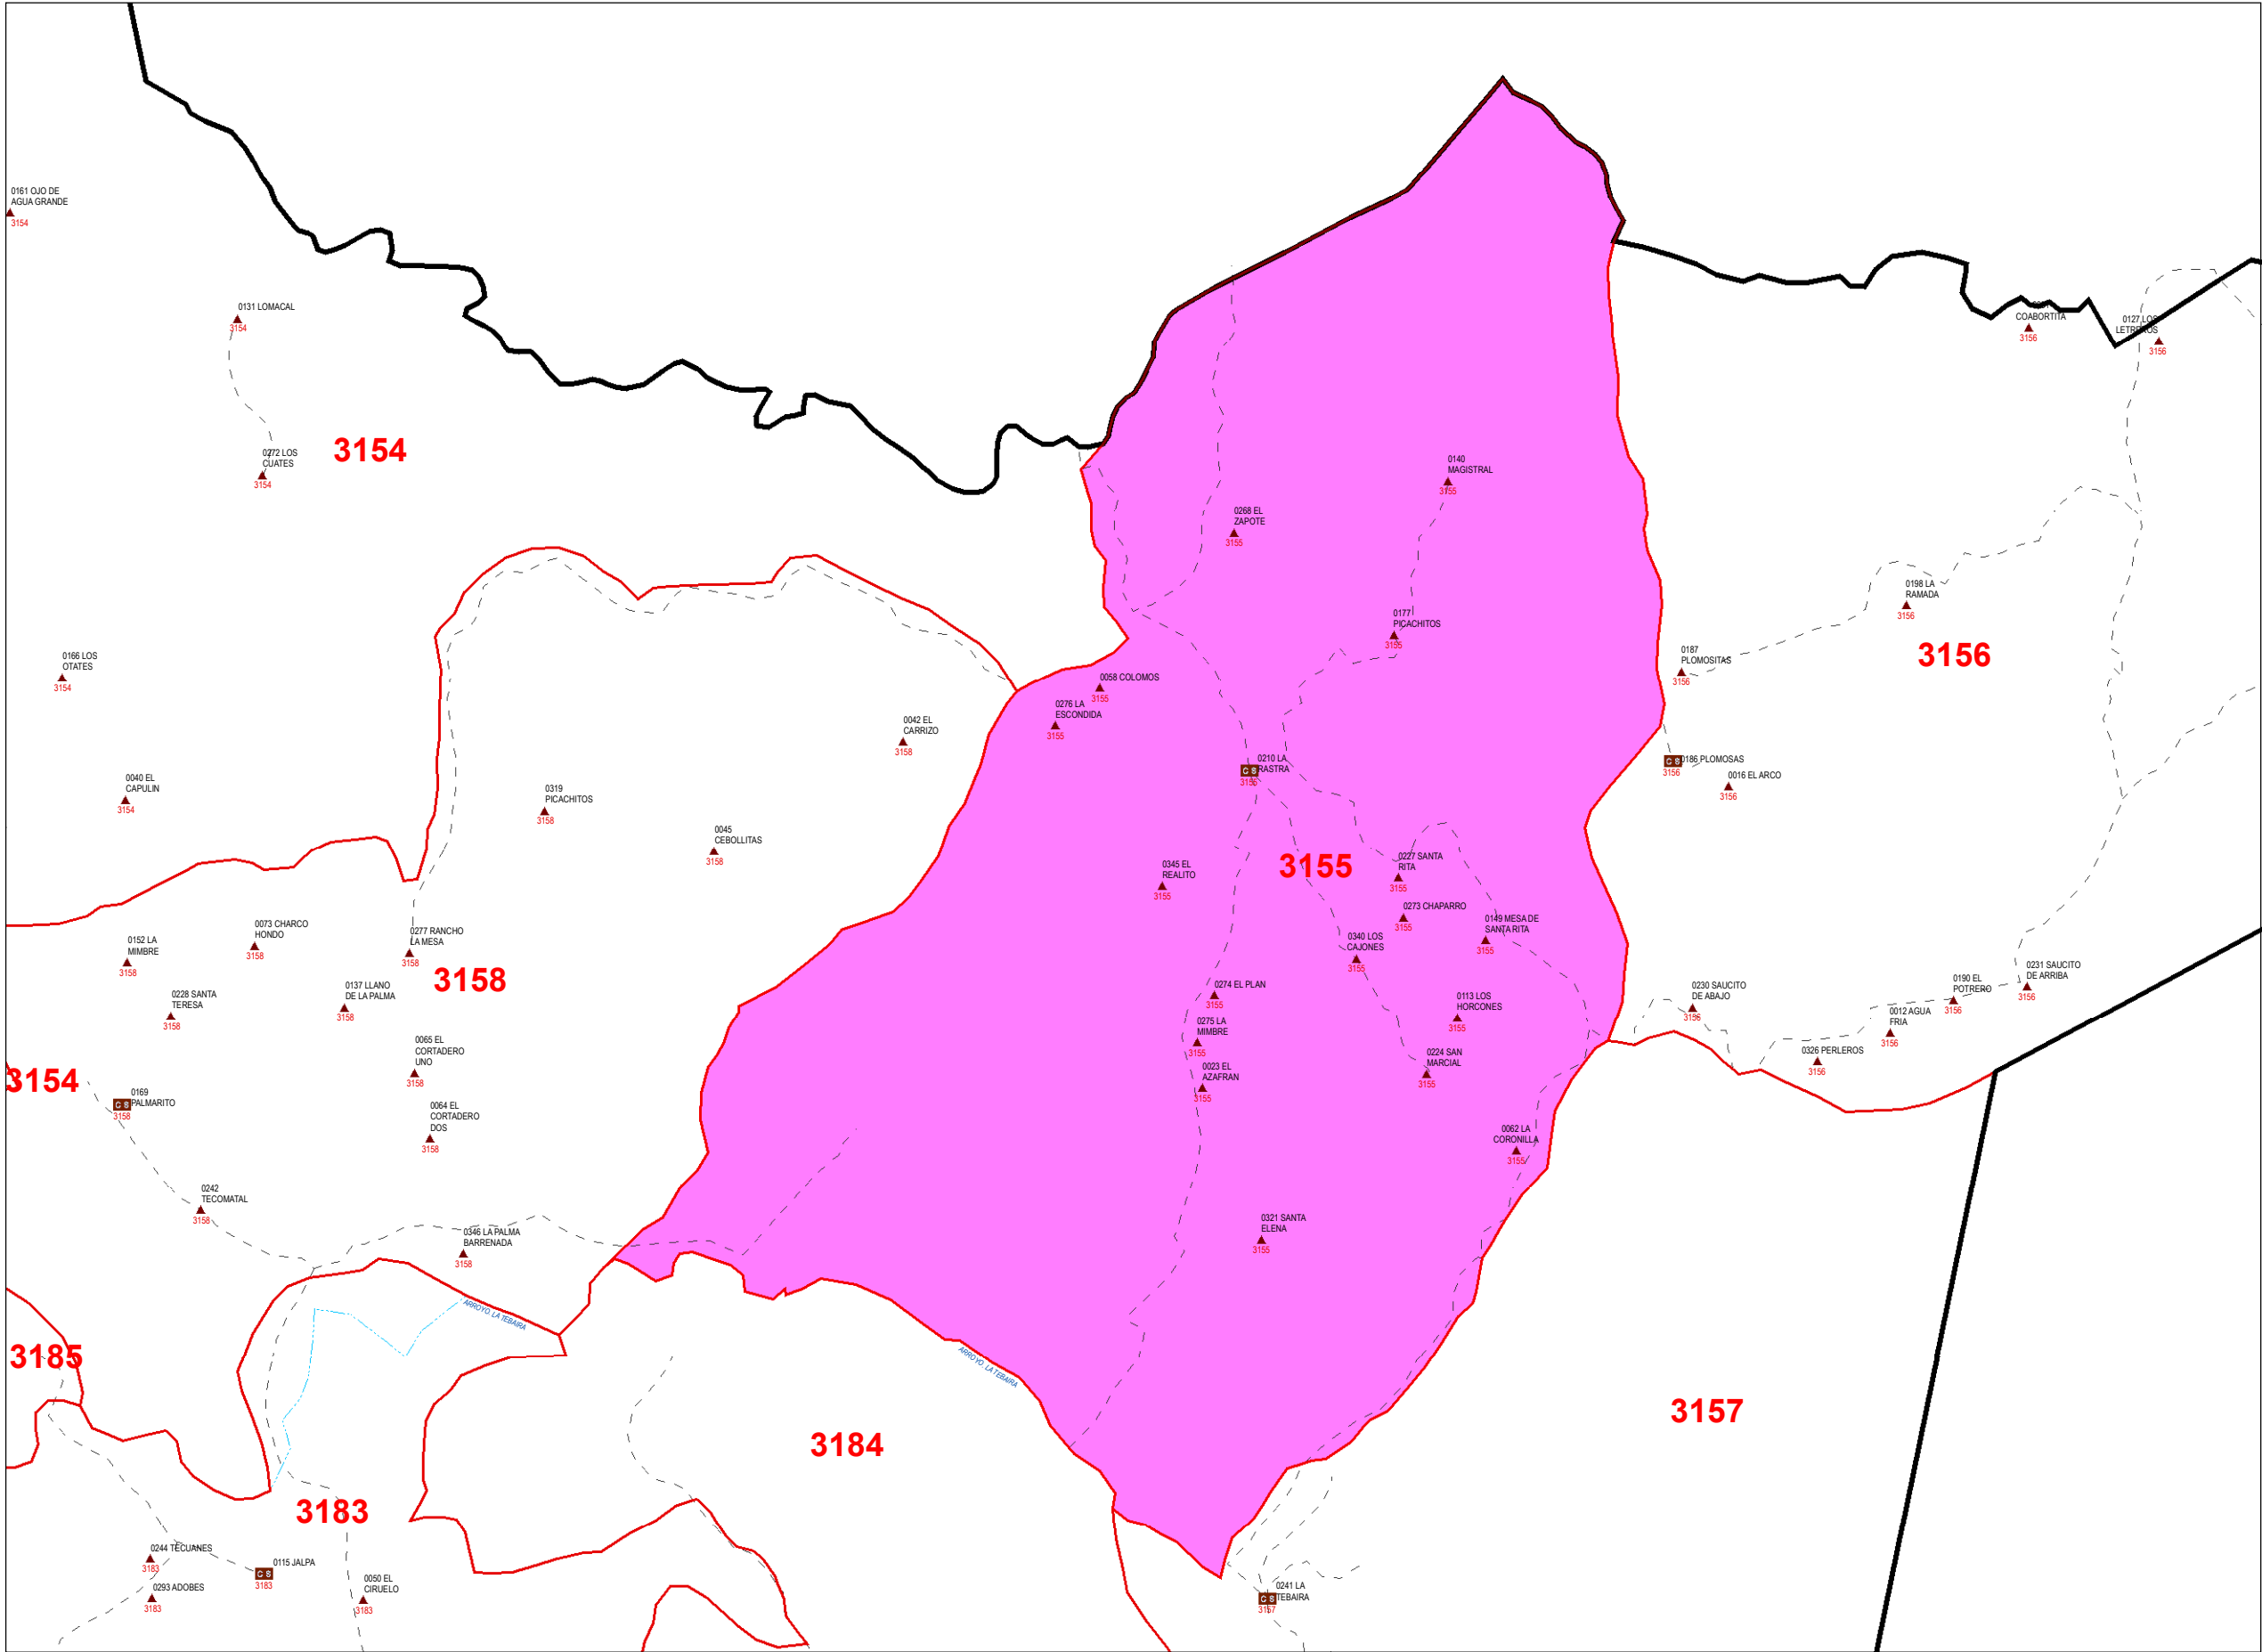 0161 OJO DE
AGUA GRANDE
3154
0131 LOMACAL
3154
COABORTITA
3156
0127 LOS
LETREROS
3156
3154
0272 LOS
CUATES
3154
0140
MAGISTRAL
3155
0268 EL
ZAPOTE
3155
0198 LA
RAMADA
3156
0177
PICACHITOS
3155
0166 LOS
OTATES
3154
0187
PLOMOSITAS
3156
3156
0058 COLOMOS
3155
0276 LA
ESCONDIDA
3155
0042 EL
CARRIZO
3158
0210 LA
C S RASTRA
3155
C S 0186 PLOMOSAS
3156
0016 EL ARCO
3156
0040 EL
CAPULIN
3154
0319
PICACHITOS
3158
0045
CEBOLLITAS
3158
3155
0345 EL
REALITO
3155
0227 SANTA
RITA
3155
0273 CHAPARRO
3155
0149 MESA DE
SANTA RITA
3155
0340 LOS
CAJONES
3155
0073 CHARCO
HONDO
3158
0152 LA
MIMBRE
3158
0277 RANCHO
LA MESA
3158
3158
0137 LLANO
DE LA PALMA
3158
0228 SANTA
TERESA
3158
0274 EL PLAN
3155
0113 LOS
HORCONES
3155
0230 SAUCITO
DE ABAJO
3156
0190 EL
POTRERO
3156
0231 SAUCITO
DE ARRIBA
3156
0012 AGUA
FRIA
3156
0326 PERLEROS
3156
0275 LA
MIMBRE
3155
0065 EL
CORTADERO
UNO
3158
0023 EL
AZAFRAN
3155
0224 SAN
MARCIAL
3155
3154
0169
C S PALMARITO
3158
0064 EL
CORTADERO
DOS
3158
0062 LA
CORONILLA
3155
0242
TECOMATAL
3158
0346 LA PALMA
BARRENADA
3158
0321 SANTA
ELENA
3155
ARROYO. LA TEBAIRA
ARROYO. LA TEBAIRA
3185
3157
3184
3183
0244 TECUANES
3183
0115 JALPA
C S
3183
0293 ADOBES
3183
0050 EL
CIRUELO
3183
0241 LA
C S TEBAIRA
3157